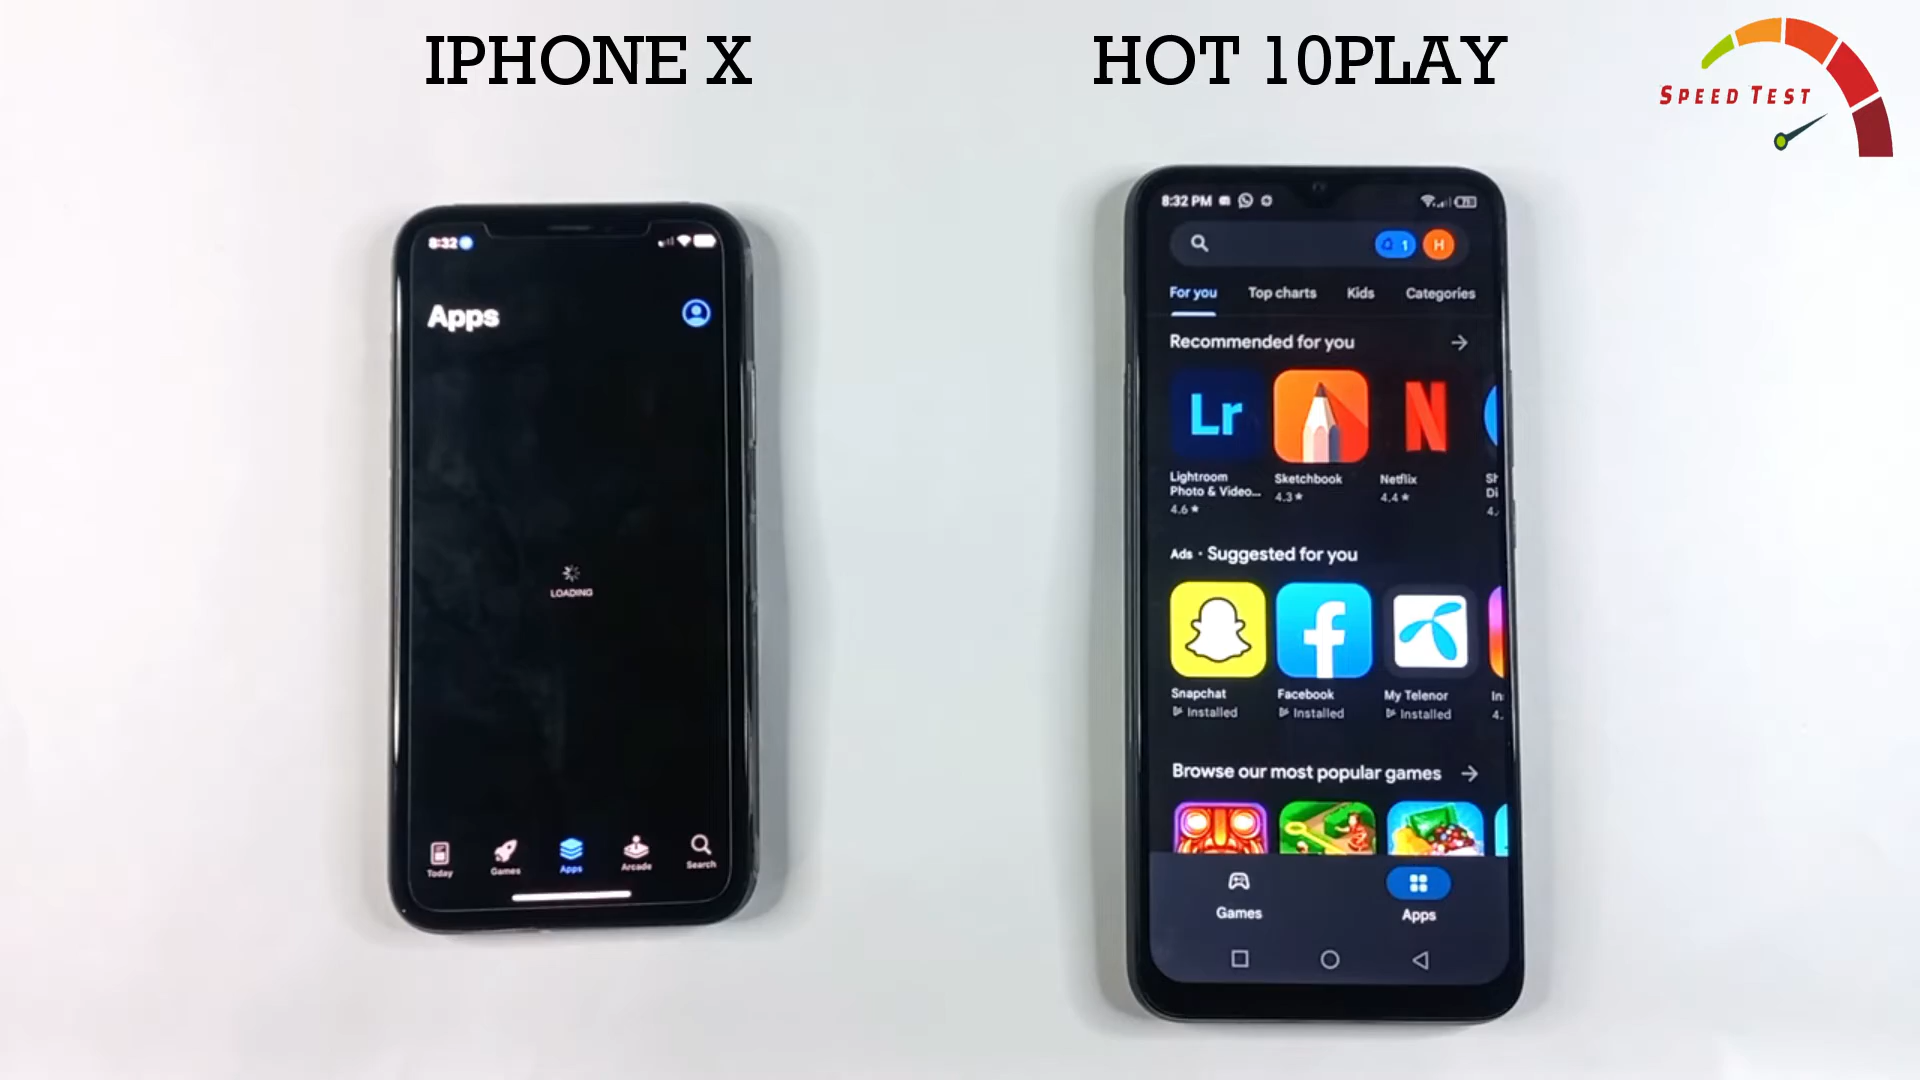 IPHONE X
HOT 10PLAY
SPEED TEST
8:32
Apps
LOADING
Today
Games
Apps
Arcade
Search
8:32 PM
1
H
For you
Top charts
Kids
Categories
Recommended for you
Lr
N
Lightroom
Photo & Video...
4.6 ★
Sketchbook
4.3 ★
Netflix
4.4 ★
Ads · Suggested for you
f
Snapchat
Installed
Facebook
Installed
My Telenor
Installed
Browse our most popular games
Games
Apps